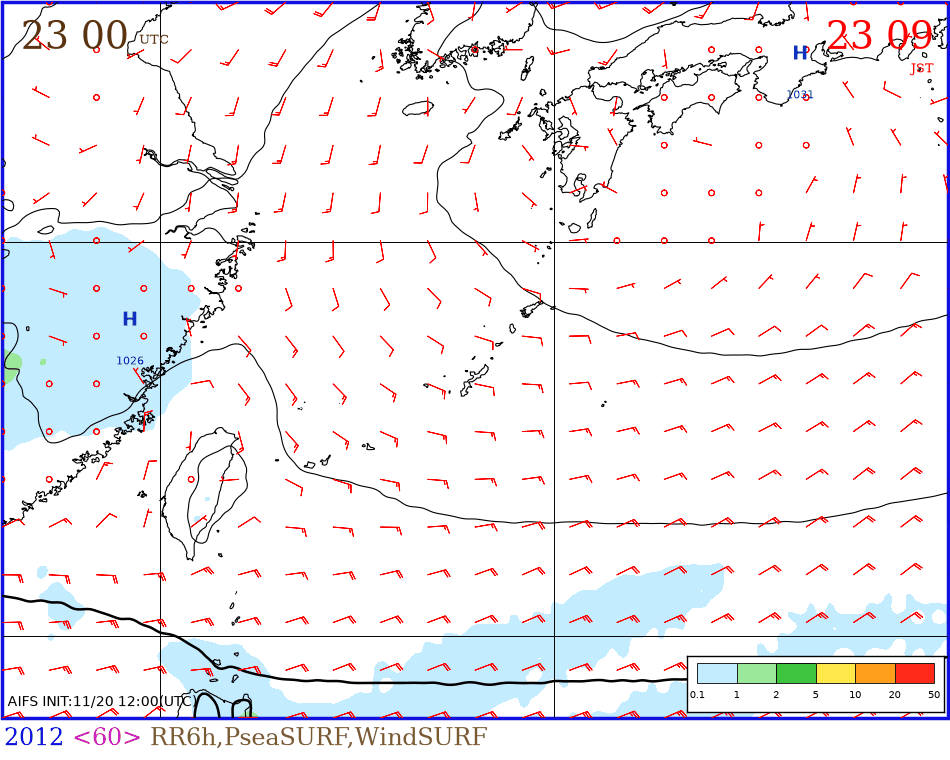 23 00 UTC
23 09 JST
H
1031
H
1026
0.1 1 2 5 10 20 50
AIFS INIT:11/20 12:00(UTC)
2012 <60> RR6h,PseaSURF,WindSURF